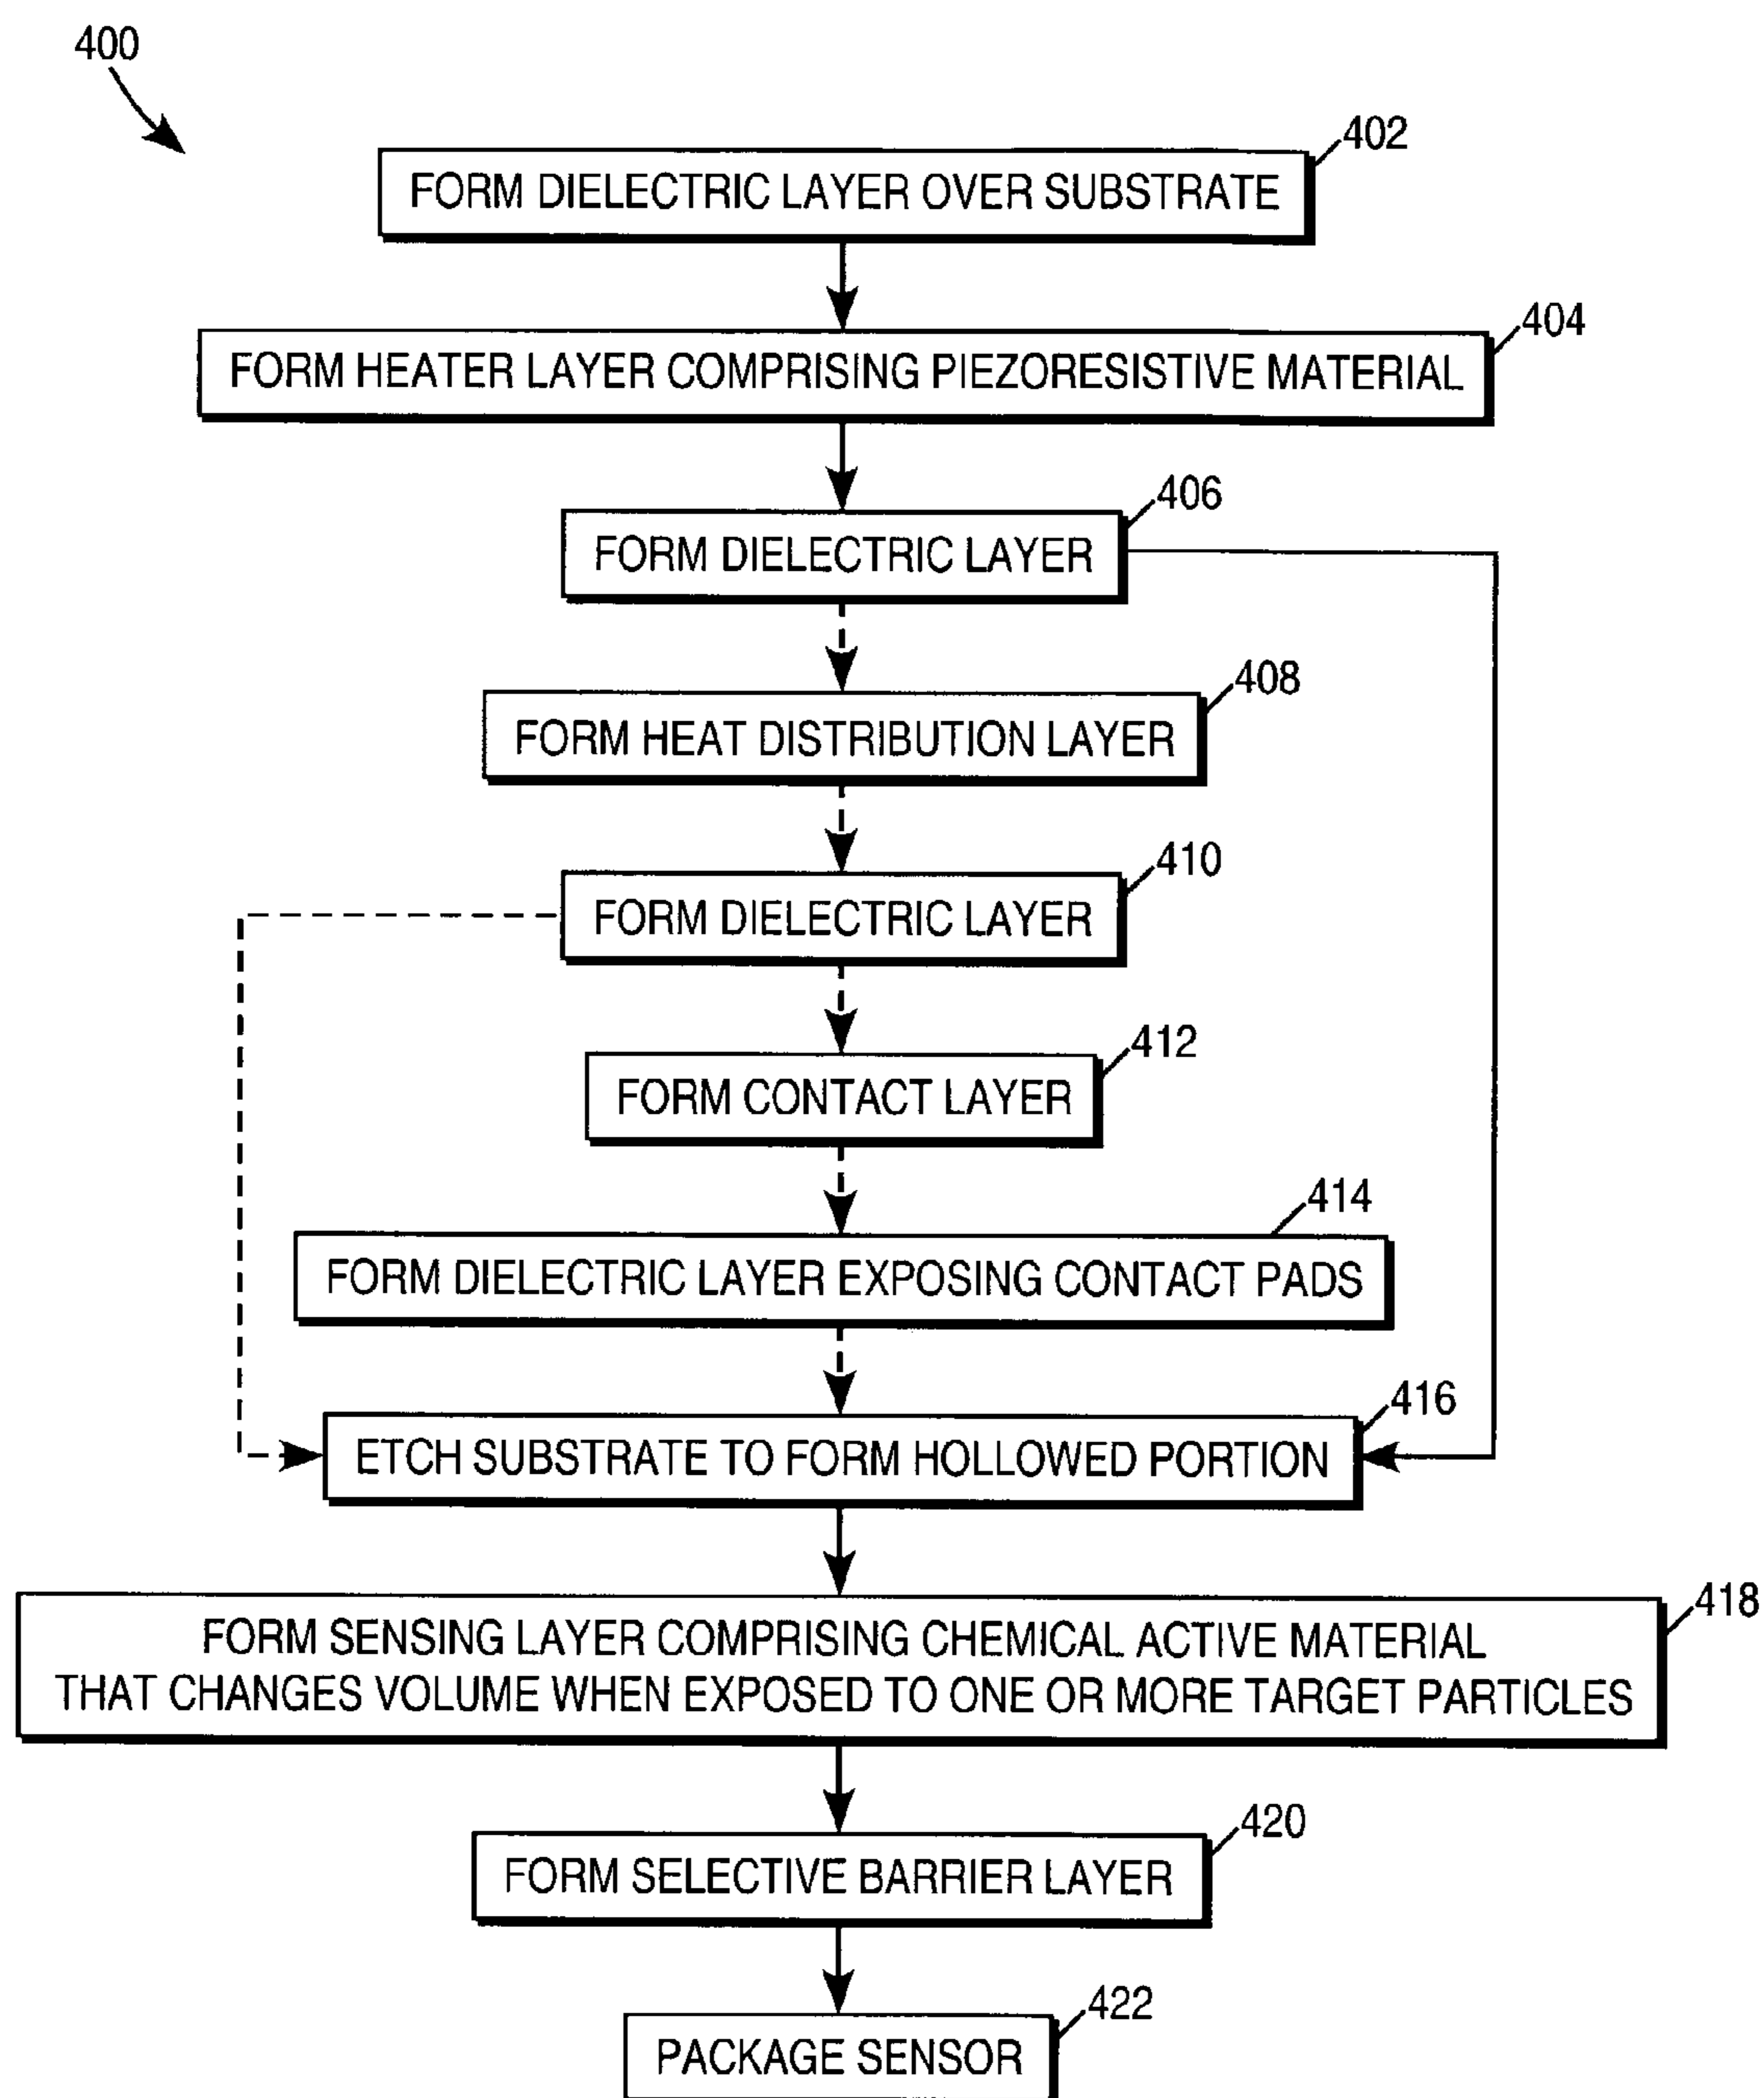 400
402
FORM DIELECTRIC LAYER OVER SUBSTRATE
404
FORM HEATER LAYER COMPRISING PIEZORESISTIVE MATERIAL
406
FORM DIELECTRIC LAYER
408
FORM HEAT DISTRIBUTION LAYER
410
FORM DIELECTRIC LAYER
412
FORM CONTACT LAYER
414
FORM DIELECTRIC LAYER EXPOSING CONTACT PADS
416
ETCH SUBSTRATE TO FORM HOLLOWED PORTION
418
FORM SENSING LAYER COMPRISING CHEMICAL ACTIVE MATERIAL
THAT CHANGES VOLUME WHEN EXPOSED TO ONE OR MORE TARGET PARTICLES
420
FORM SELECTIVE BARRIER LAYER
422
PACKAGE SENSOR